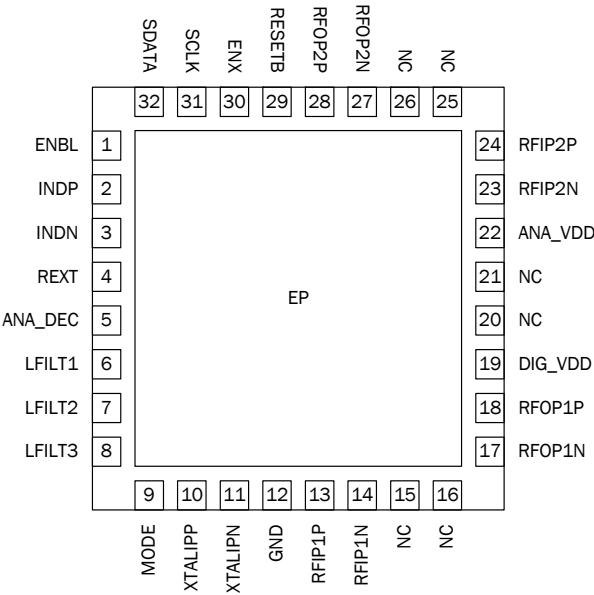 SDATA
SCLK
ENX
RESETB
RFOP2P
RFOP2N
NC
NC
32 31 30 29 28 27 26 25
ENBL 1
INDP 2
INDN 3
REXT 4
ANA_DEC 5
LFILT1 6
LFILT2 7
LFILT3 8
EP
24 RFIP2P
23 RFIP2N
22 ANA_VDD
21 NC
20 NC
19 DIG_VDD
18 RFOP1P
17 RFOP1N
9 10 11 12 13 14 15 16
MODE
XTALIPP
XTALIPN
GND
RFIP1P
RFIP1N
NC
NC